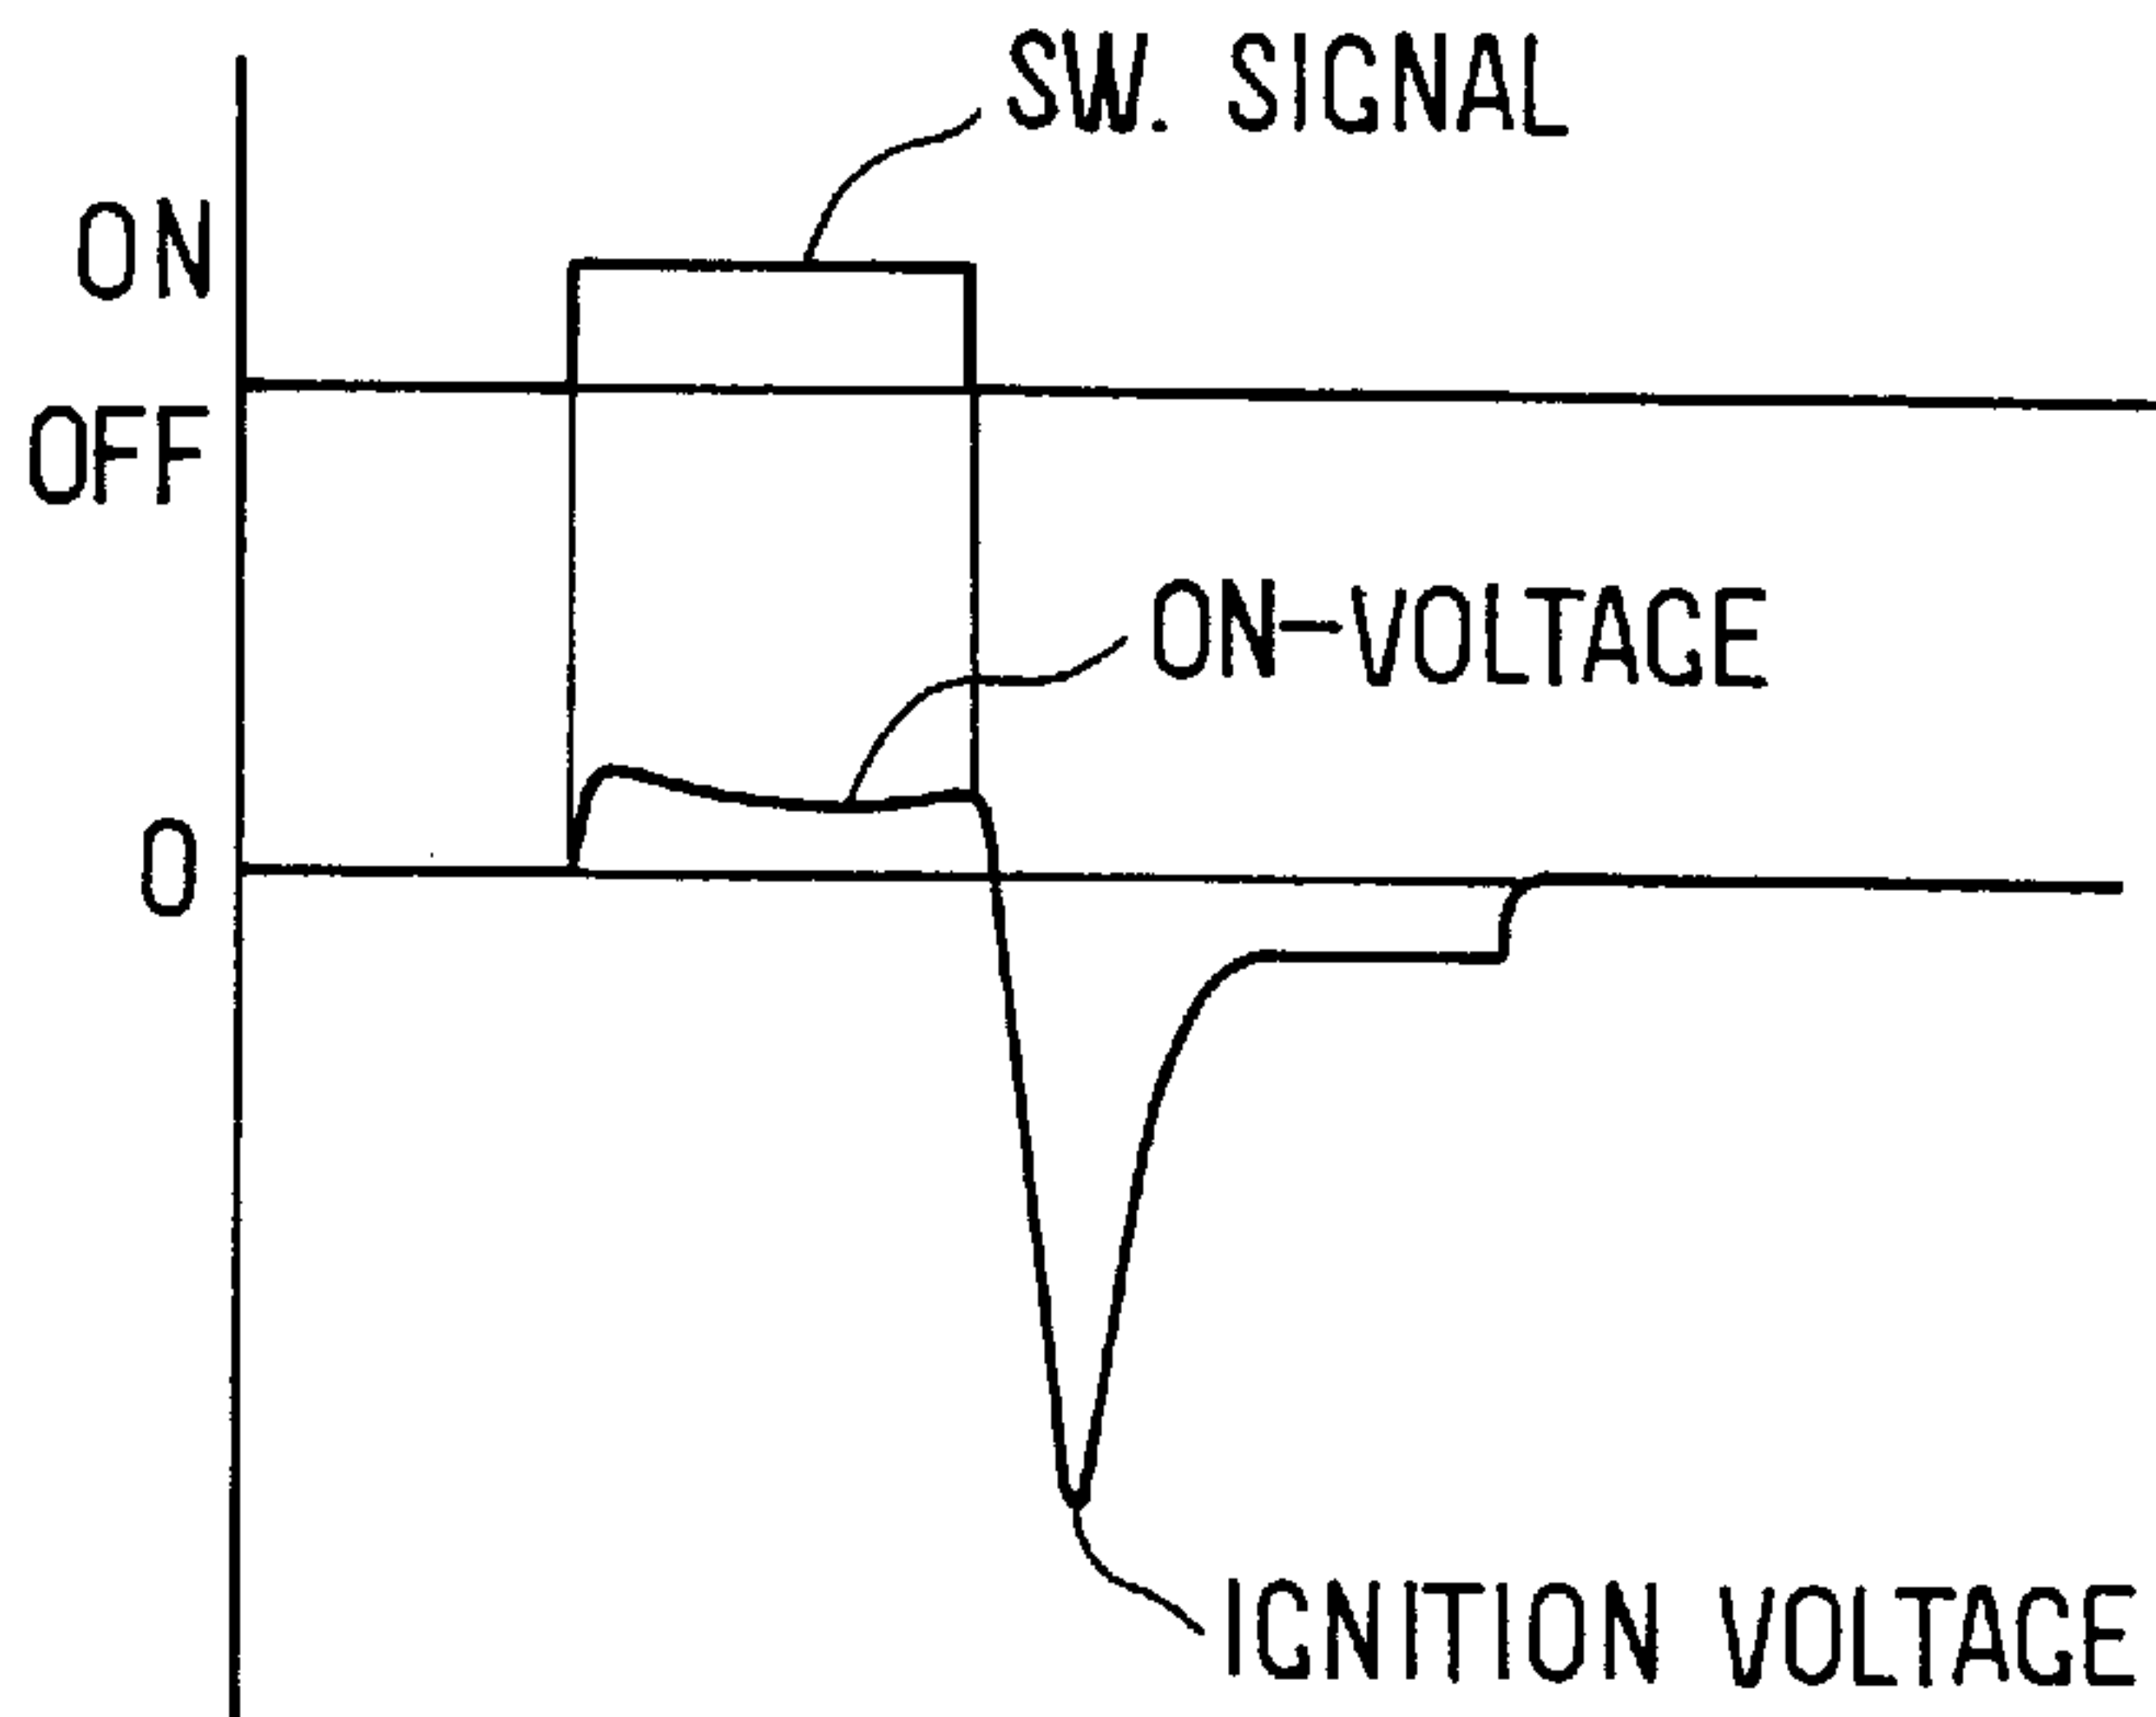 SW. SIGNAL
ON
OFF
ON-VOLTAGE
0
IGNITION VOLTAGE